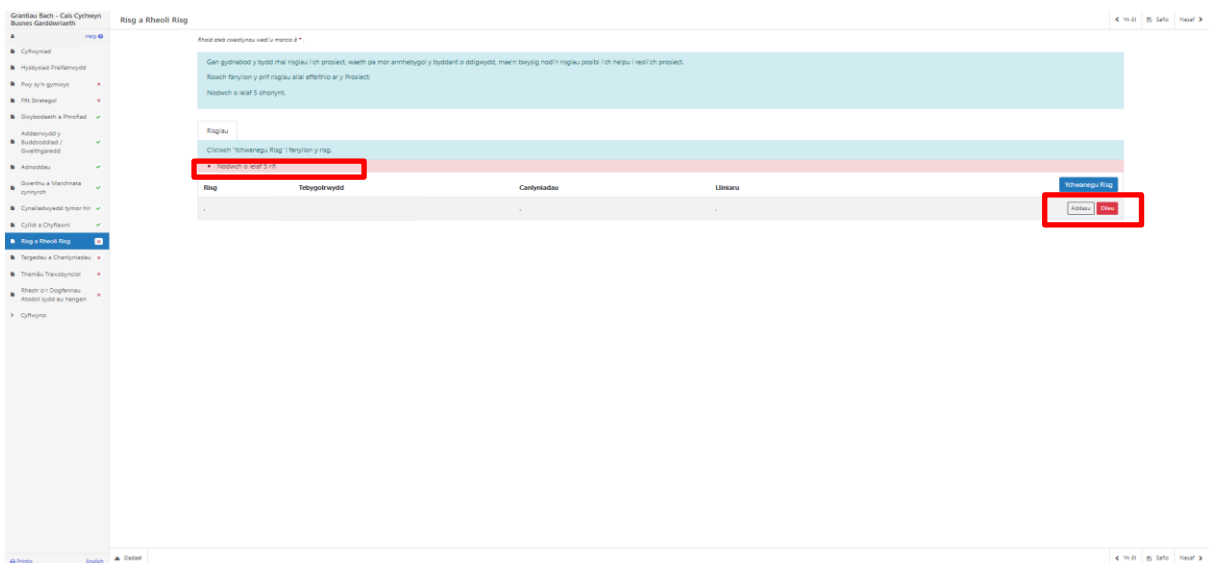 Grantiau Bach - Cais Cychwyn
Busnes Garddwriaeth
Risg a Rheoli Risg
Yn ôl
Safio
Nesaf
Help
Cyflwyniad
Hysbysiad Preifatrwydd
Pwy sy'n gymwys
Ffit Strategol
Gwybodaeth a Phrofiad
Addasrwydd y
Buddsoddiad /
Gweithgaredd
Adnoddau
Gwerthu a Marchnata
cynnyrch
Cynaliadwyedd tymor hir
Cyllid a Chyflawni
Risg a Rheoli Risg
Targedau a Chanlyniadau
Themâu Trawsbynciol
Rhestr o'r Dogfennau
Atodol sydd eu hangen
Cyflwyno
Rhaid ateb cwestiynau wedi'u marcio â *.
Gan gydnabod y bydd rhai risgiau i'ch prosiect, waeth pa mor annhebygol y byddant o ddigwydd, mae'n bwysig nodi'r risgiau posibl i'ch helpu i reoli'ch prosiect.
Rowch fanylion y prif risgiau allai effeithio ar y Prosiect:
Nodwch o leiaf 5 ohonynt.
Risgiau
Cliciwch 'Ychwanegu Risg' i fanylion y risg.
• Nodwch o leiaf 5 rif.
Risg
Tebygolrwydd
Canlyniadau
Lliniaru
Ychwanegu Risg
. . .
Addasu
Dileu
Printio
English
Gadael
Yn ôl
Safio
Nesaf